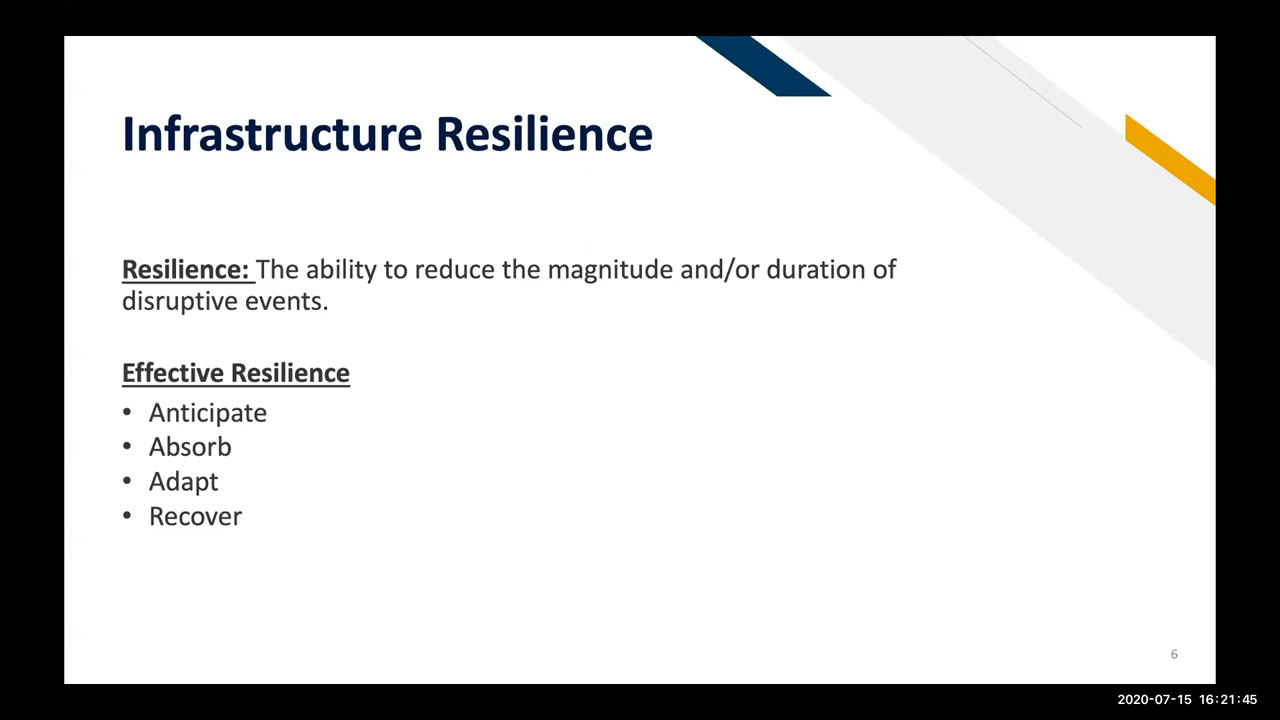 Infrastructure Resilience
Resilience: The ability to reduce the magnitude and/or duration of
disruptive events.
Effective Resilience
• Anticipate
• Absorb
• Adapt
• Recover
6
2020-07-15 16:21:45